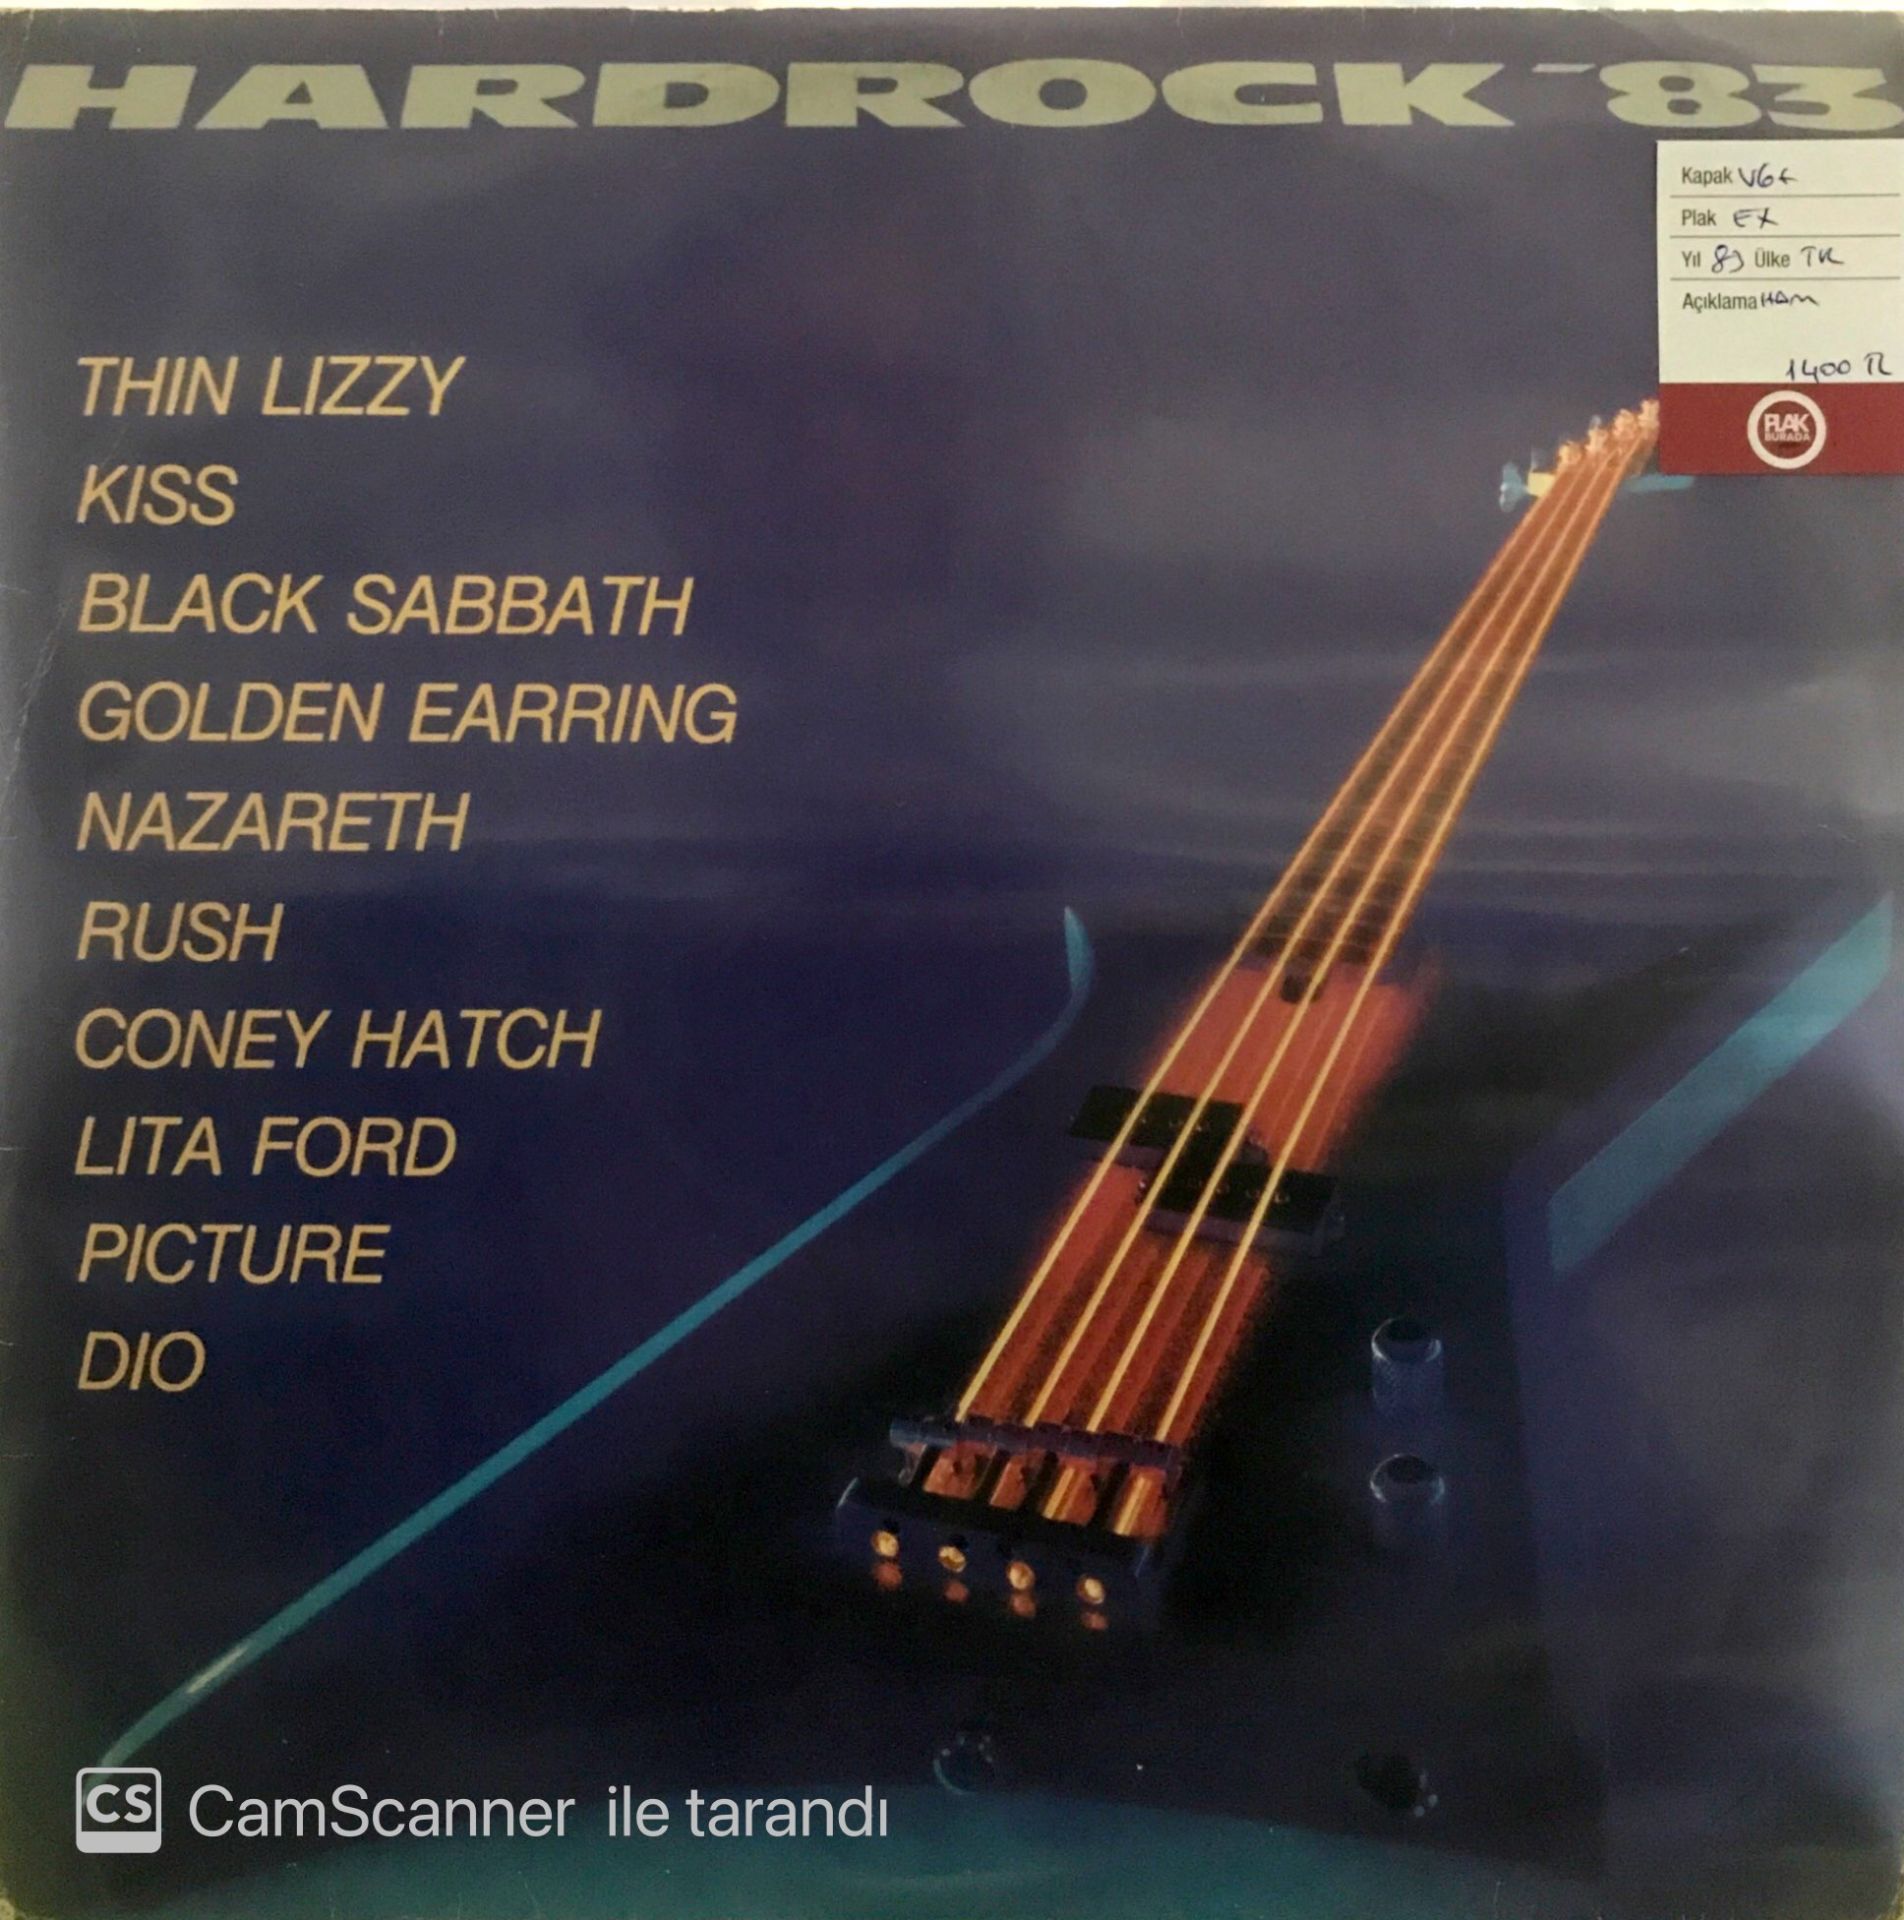 HARDROCK '83
Kapak VG+
Plak EX
Yıl 83 Ülke TR
Açıklama HAM
1400 TL
PLAK
BURADA
THIN LIZZY
KISS
BLACK SABBATH
GOLDEN EARRING
NAZARETH
RUSH
CONEY HATCH
LITA FORD
PICTURE
DIO
CS CamScanner ile tarandı